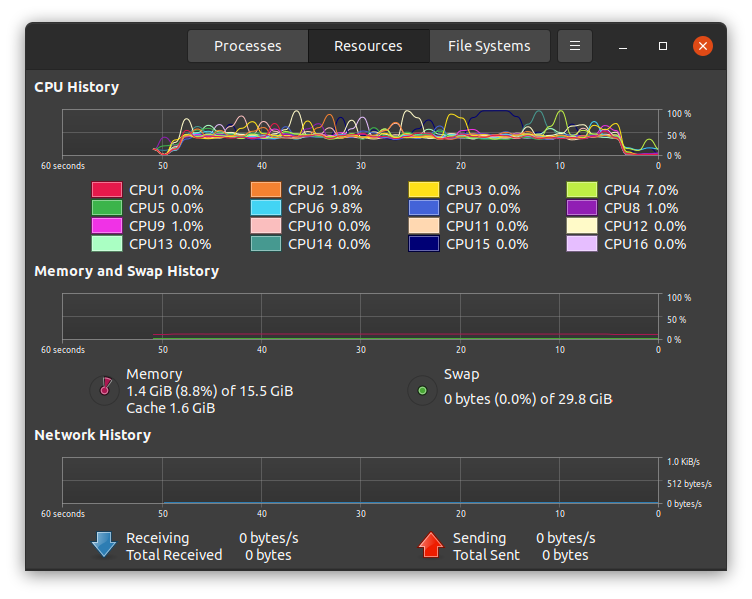 Processes Resources File Systems
CPU History
100 %
50 %
0 %
60 seconds 50 40 30 20 10 0
CPU1 0.0% CPU2 1.0% CPU3 0.0% CPU4 7.0%
CPU5 0.0% CPU6 9.8% CPU7 0.0% CPU8 1.0%
CPU9 1.0% CPU10 0.0% CPU11 0.0% CPU12 0.0%
CPU13 0.0% CPU14 0.0% CPU15 0.0% CPU16 0.0%
Memory and Swap History
100 %
50 %
0 %
60 seconds 50 40 30 20 10 0
Memory Swap
1.4 GiB (8.8%) of 15.5 GiB 0 bytes (0.0%) of 29.8 GiB
Cache 1.6 GiB
Network History
1.0 KiB/s
512 bytes/s
0 bytes/s
60 seconds 50 40 30 20 10 0
Receiving 0 bytes/s Sending 0 bytes/s
Total Received 0 bytes Total Sent 0 bytes